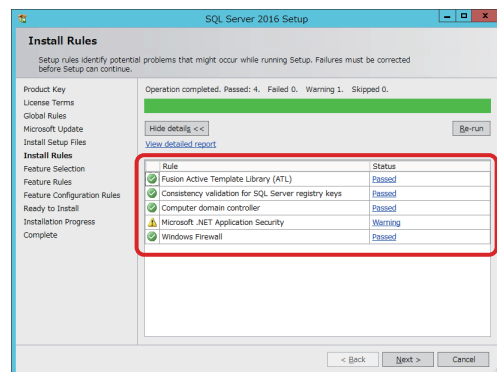 SQL Server 2016 Setup
Install Rules
Setup rules identify potential problems that might occur while running Setup. Failures must be corrected
before Setup can continue.
Product Key
License Terms
Global Rules
Microsoft Update
Install Setup Files
Install Rules
Feature Selection
Feature Rules
Feature Configuration Rules
Ready to Install
Installation Progress
Complete
Operation completed. Passed: 4. Failed 0. Warning 1. Skipped 0.
Hide details <<
Re-run
View detailed report
Rule Status
Fusion Active Template Library (ATL) Passed
Consistency validation for SQL Server registry keys Passed
Computer domain controller Passed
Microsoft .NET Application Security Warning
Windows Firewall Passed
< Back Next > Cancel